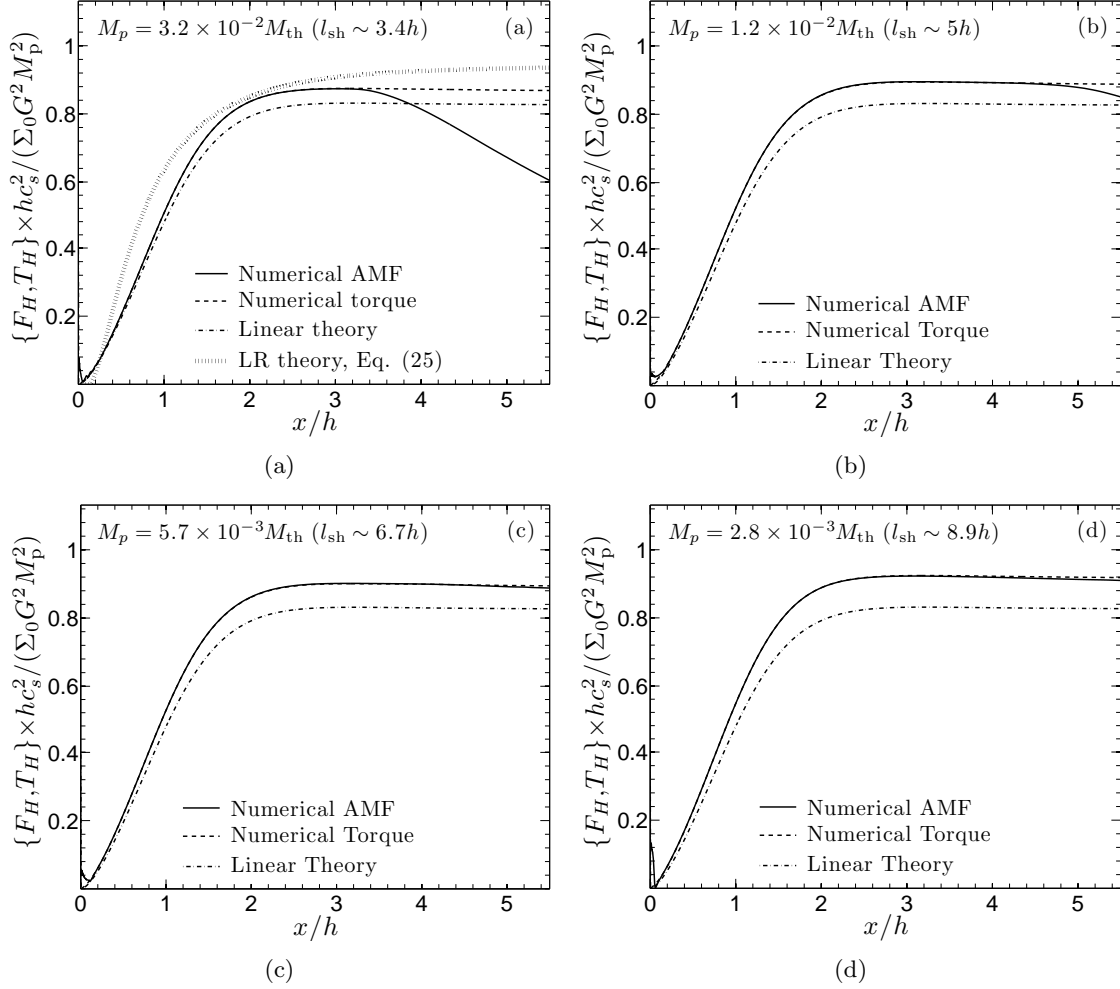 M_p = 3.2 × 10^{−2} M_th (l_sh ∼ 3.4h) (a)
{F_H, T_H} × hc_s^2/(Σ_0 G^2 M_p^2)
1
0.8
0.6
0.4
0.2
Numerical AMF
Numerical torque
Linear theory
LR theory, Eq. (25)
0 1 2 3 4 5
x/h
(a)
M_p = 1.2 × 10^{−2} M_th (l_sh ∼ 5h) (b)
{F_H, T_H} × hc_s^2/(Σ_0 G^2 M_p^2)
1
0.8
0.6
0.4
0.2
Numerical AMF
Numerical Torque
Linear Theory
0 1 2 3 4 5
x/h
(b)
M_p = 5.7 × 10^{−3} M_th (l_sh ∼ 6.7h) (c)
{F_H, T_H} × hc_s^2/(Σ_0 G^2 M_p^2)
1
0.8
0.6
0.4
0.2
Numerical AMF
Numerical Torque
Linear Theory
0 1 2 3 4 5
x/h
(c)
M_p = 2.8 × 10^{−3} M_th (l_sh ∼ 8.9h) (d)
{F_H, T_H} × hc_s^2/(Σ_0 G^2 M_p^2)
1
0.8
0.6
0.4
0.2
Numerical AMF
Numerical Torque
Linear Theory
0 1 2 3 4 5
x/h
(d)